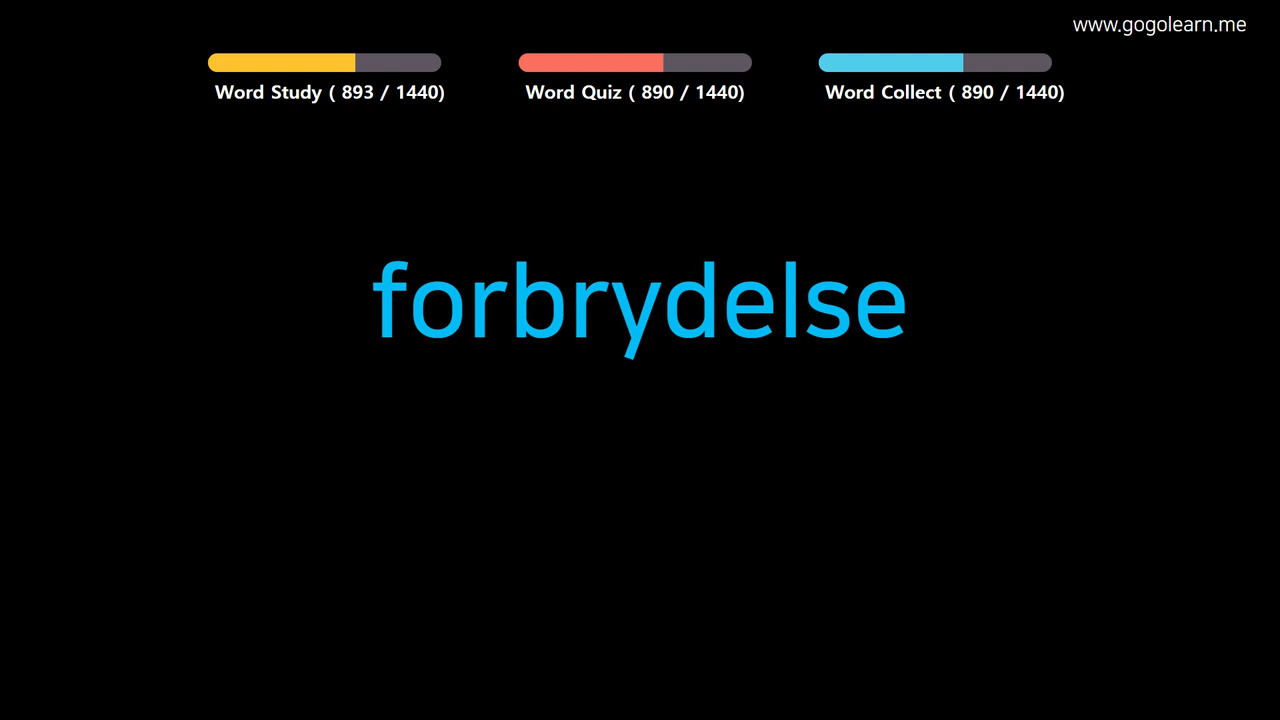 www.gogolearn.me
Word Study ( 893 / 1440)
Word Quiz ( 890 / 1440)
Word Collect ( 890 / 1440)
forbrydelse